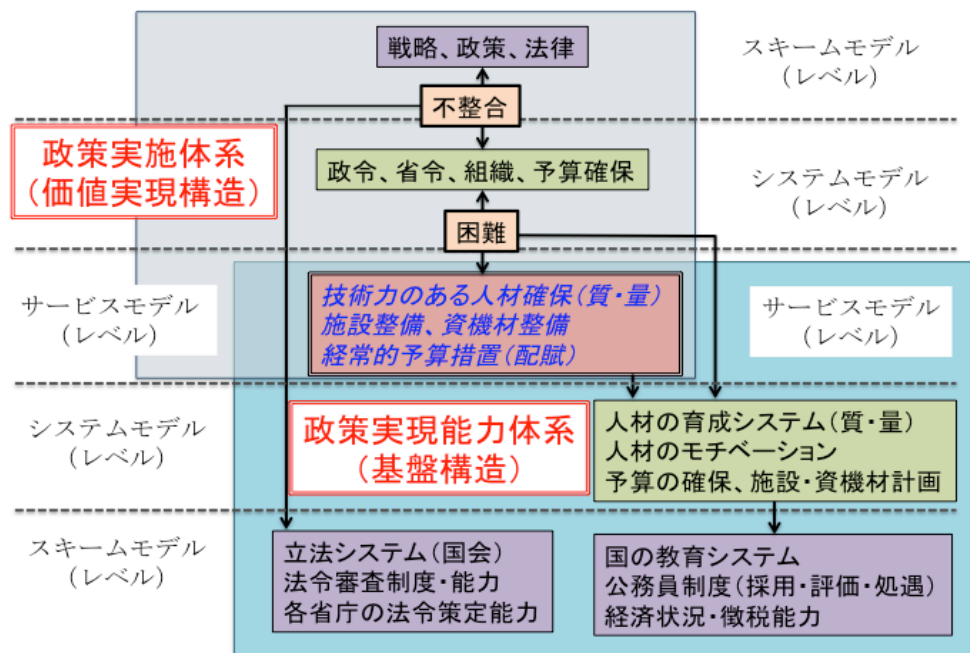 戦略、政策、法律
スキームモデル
(レベル)
不整合
政策実施体系
(価値実現構造)
政令、省令、組織、予算確保
システムモデル
(レベル)
困難
サービスモデル
(レベル)
技術力のある人材確保(質・量)
施設整備、資機材整備
経常的予算措置(配賦)
サービスモデル
(レベル)
システムモデル
(レベル)
政策実現能力体系
(基盤構造)
人材の育成システム(質・量)
人材のモチベーション
予算の確保、施設・資機材計画
スキームモデル
(レベル)
立法システム(国会)
法令審査制度・能力
各省庁の法令策定能力
国の教育システム
公務員制度(採用・評価・処遇)
経済状況・徴税能力